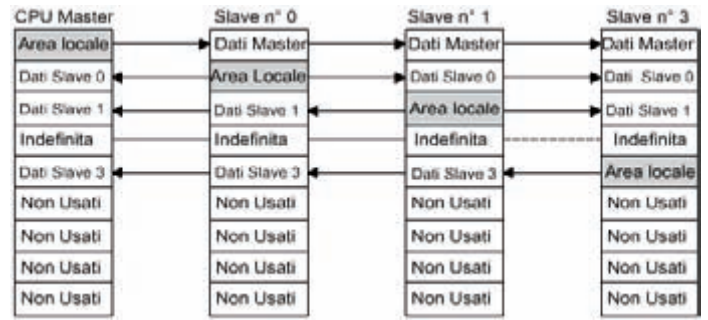 CPU Master Slave n° 0 Slave n° 1 Slave n° 3
Area locale Dati Master Dati Master Dati Master
Dati Slave 0 Area Locale Dati Slave 0 Dati Slave 0
Dati Slave 1 Dati Slave 1 Area locale Dati Slave 1
Indefinita Indefinita Indefinita Indefinita
Dati Slave 3 Dati Slave 3 Dati Slave 3 Area locale
Non Usati Non Usati Non Usati Non Usati
Non Usati Non Usati Non Usati Non Usati
Non Usati Non Usati Non Usati Non Usati
Non Usati Non Usati Non Usati Non Usati